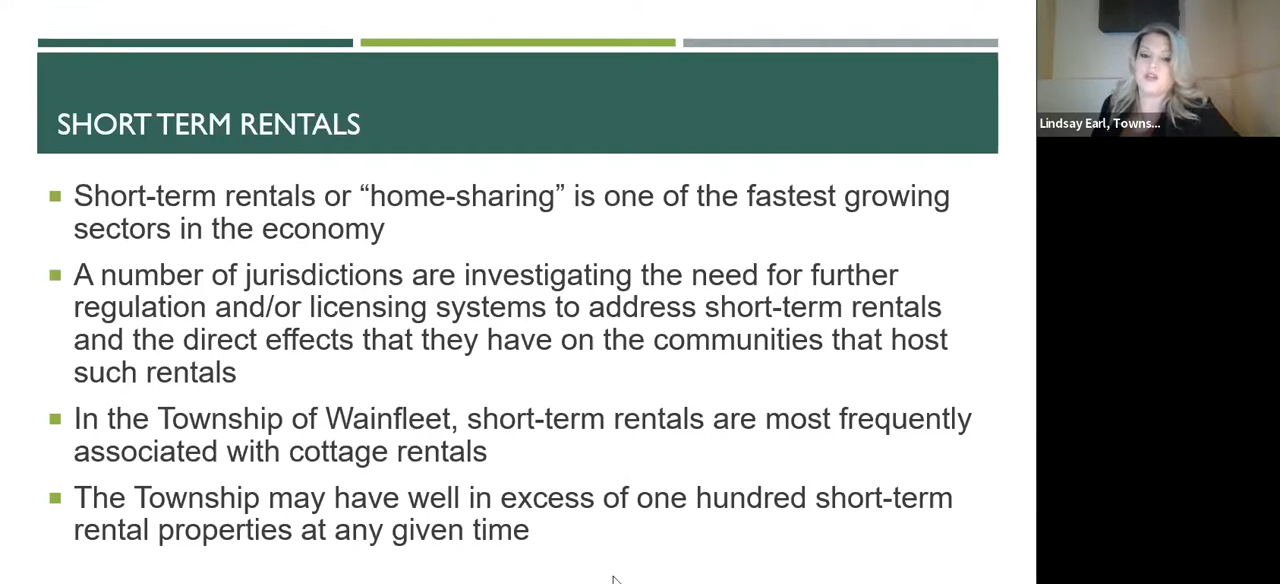 SHORT TERM RENTALS
Lindsay Earl, Towns...
Short-term rentals or “home-sharing” is one of the fastest growing
sectors in the economy
A number of jurisdictions are investigating the need for further
regulation and/or licensing systems to address short-term rentals
and the direct effects that they have on the communities that host
such rentals
In the Township of Wainfleet, short-term rentals are most frequently
associated with cottage rentals
The Township may have well in excess of one hundred short-term
rental properties at any given time